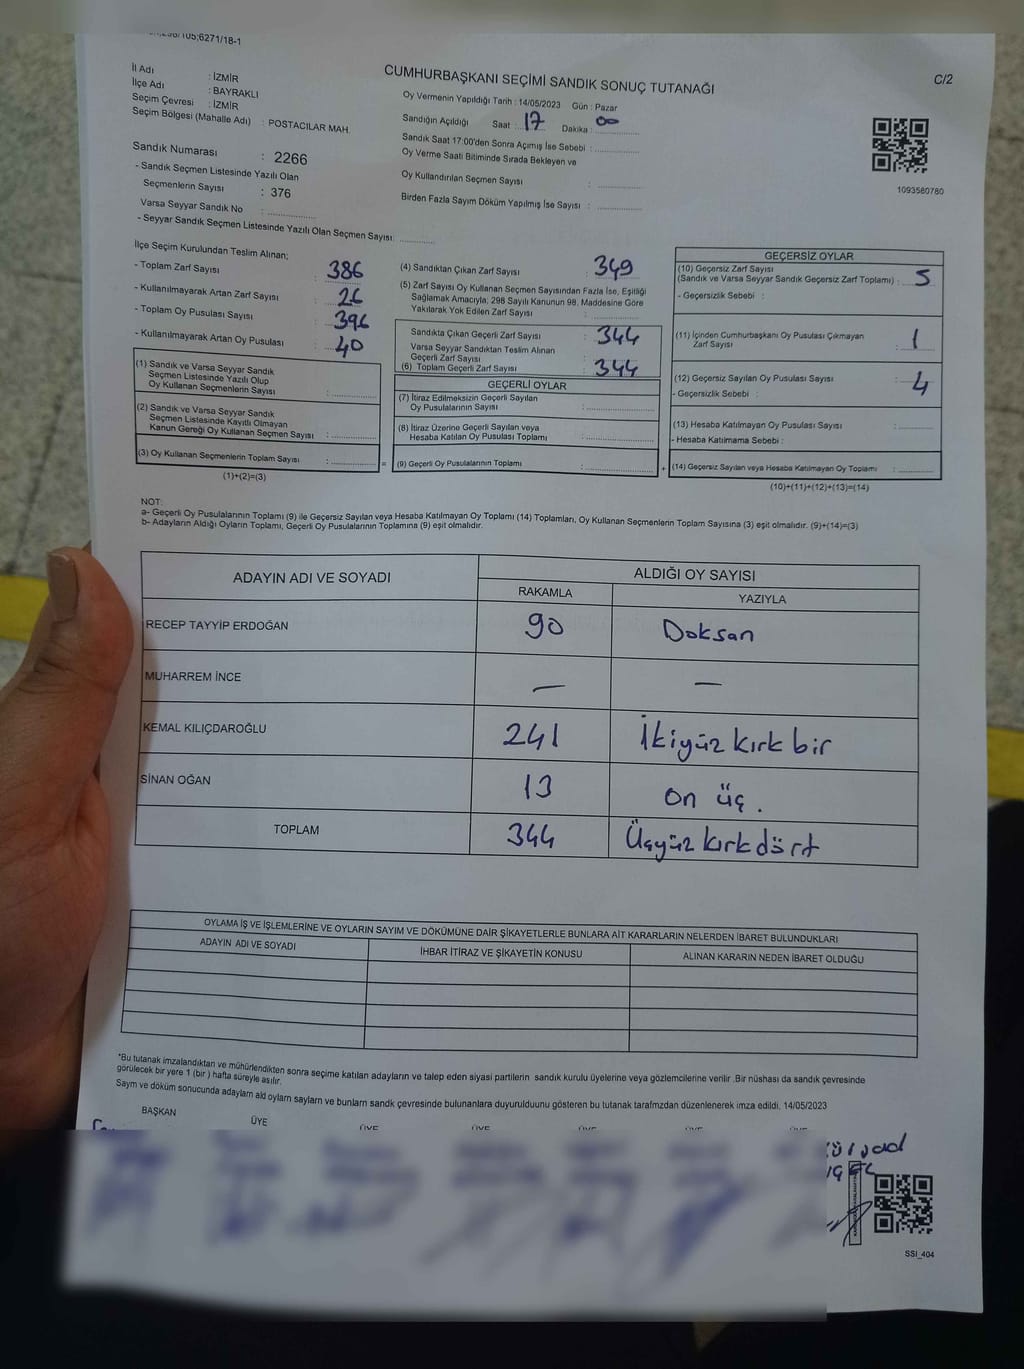 6271/18-1
C/2
CUMHURBAŞKANI SEÇİMİ SANDIK SONUÇ TUTANAĞI
İl Adı : İZMİR
İlçe Adı : BAYRAKLI
Seçim Çevresi : İZMİR
Seçim Bölgesi (Mahalle Adı) : POSTACILAR MAH.
Oy Vermenin Yapıldığı Tarih : 14/05/2023 Gün : Pazar
Sandığın Açıldığı Saat : 17 Dakika : 00
Sandık Saat 17:00'den Sonra Açımış İse Sebebi :
Oy Verme Saati Bitiminde Sırada Bekleyen ve
Oy Kullandırılan Seçmen Sayısı :
Birden Fazla Sayım Döküm Yapılmış İse Sayısı :
1093560780
Sandık Numarası : 2266
- Sandık Seçmen Listesinde Yazılı Olan
Seçmenlerin Sayısı : 376
Varsa Seyyar Sandık No :
- Seyyar Sandık Seçmen Listesinde Yazılı Olan Seçmen Sayısı:
İlçe Seçim Kurulundan Teslim Alınan;
- Toplam Zarf Sayısı : 386
- Kullanılmayarak Artan Zarf Sayısı : 26
- Toplam Oy Pusulası Sayısı : 396
- Kullanılmayarak Artan Oy Pusulası : 40
(1) Sandık ve Varsa Seyyar Sandık
Seçmen Listesinde Yazılı Olup
Oy Kullanan Seçmenlerin Sayısı :
(2) Sandık ve Varsa Seyyar Sandık
Seçmen Listesinde Kayıtlı Olmayan
Kanun Gereği Oy Kullanan Seçmen Sayısı :
(3) Oy Kullanan Seçmenlerin Toplam Sayısı :
(1)+(2)=(3)
(4) Sandıktan Çıkan Zarf Sayısı : 349
(5) Zarf Sayısı Oy Kullanan Seçmen Sayısından Fazla İse, Eşitliği
Sağlamak Amacıyla; 298 Sayılı Kanunun 98. Maddesine Göre
Yakılarak Yok Edilen Zarf Sayısı :
Sandıkta Çıkan Geçerli Zarf Sayısı : 344
Varsa Seyyar Sandıktan Teslim Alınan
Geçerli Zarf Sayısı :
(6) Toplam Geçerli Zarf Sayısı : 344
GEÇERLİ OYLAR
(7) İtiraz Edilmeksizin Geçerli Sayılan
Oy Pusulalarının Sayısı :
(8) İtiraz Üzerine Geçerli Sayılan veya
Hesaba Katılan Oy Pusulası Toplamı :
= (9) Geçerli Oy Pusulalarının Toplamı :
GEÇERSİZ OYLAR
(10) Geçersiz Zarf Sayısı
(Sandık ve Varsa Seyyar Sandık Geçersiz Zarf Toplamı) : 5
- Geçersizlik Sebebi :
(11) İçinden Cumhurbaşkanı Oy Pusulası Çıkmayan
Zarf Sayısı : 1
(12) Geçersiz Sayılan Oy Pusulası Sayısı : 4
- Geçersizlik Sebebi :
(13) Hesaba Katılmayan Oy Pusulası Sayısı :
- Hesaba Katılmama Sebebi :
+ (14) Geçersiz Sayılan veya Hesaba Katılmayan Oy Toplamı :
(10)+(11)+(12)+(13)=(14)
NOT:
a- Geçerli Oy Pusulalarının Toplamı (9) ile Geçersiz Sayılan veya Hesaba Katılmayan Oy Toplamı (14) Toplamları, Oy Kullanan Seçmenlerin Toplam Sayısına (3) eşit olmalıdır. (9)+(14)=(3)
b- Adayların Aldığı Oyların Toplamı, Geçerli Oy Pusulalarının Toplamına (9) eşit olmalıdır.
ADAYIN ADI VE SOYADI ALDIĞI OY SAYISI
RAKAMLA YAZIYLA
RECEP TAYYİP ERDOĞAN 90 Doksan
MUHARREM İNCE — —
KEMAL KILIÇDAROĞLU 241 İkiyüz kırk bir
SİNAN OĞAN 13 on üç.
TOPLAM 344 Üçyüz kırk dört
OYLAMA İŞ VE İŞLEMLERİNE VE OYLARIN SAYIM VE DÖKÜMÜNE DAİR ŞİKAYETLERLE BUNLARA AİT KARARLARIN NELERDEN İBARET BULUNDUKLARI
ADAYIN ADI VE SOYADI İHBAR İTİRAZ VE ŞİKAYETİN KONUSU ALINAN KARARIN NEDEN İBARET OLDUĞU
*Bu tutanak imzalandıktan ve mühürlendikten sonra seçime katılan adayların ve talep eden siyasi partilerin sandık kurulu üyelerine veya gözlemcilerine verilir .Bir nüshası da sandık çevresinde
görülecek bir yere 1 (bir ) hafta süreyle asılır.
Saym ve döküm sonucunda adaylarn ald oylarn saylarn ve bunlarn sandk çevresinde bulunanlara duyurulduunu gösteren bu tutanak tarafmzdan düzenlenerek imza edildi. 14/05/2023
BAŞKAN ÜYE ÜYE ÜYE ÜYE ÜYE ÜYE
SSI_404